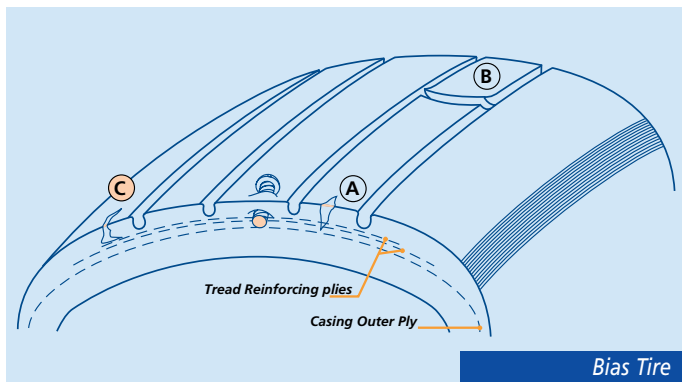 B
C
A
Tread Reinforcing plies
Casing Outer Ply
Bias Tire